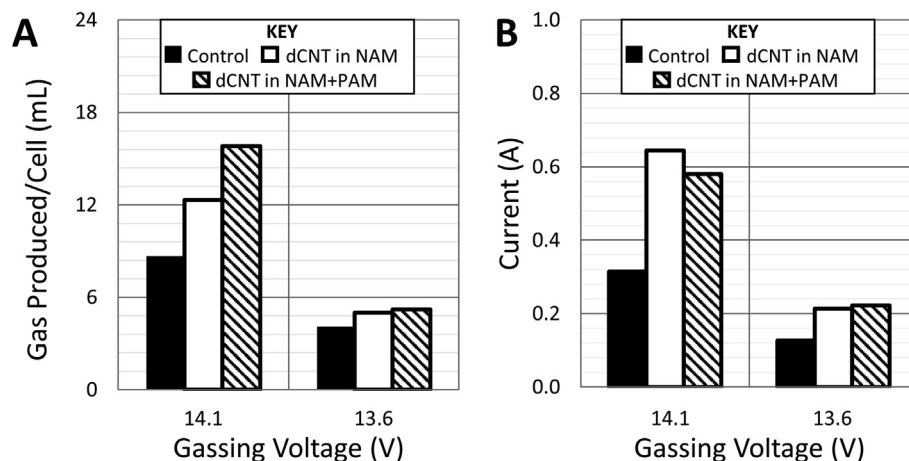 A
Gas Produced/Cell (mL)
24
18
12
6
0
KEY
Control dCNT in NAM
dCNT in NAM+PAM
14.1 13.6
Gassing Voltage (V)
B
Current (A)
1.0
0.8
0.6
0.4
0.2
0.0
KEY
Control dCNT in NAM
dCNT in NAM+PAM
14.1 13.6
Gassing Voltage (V)